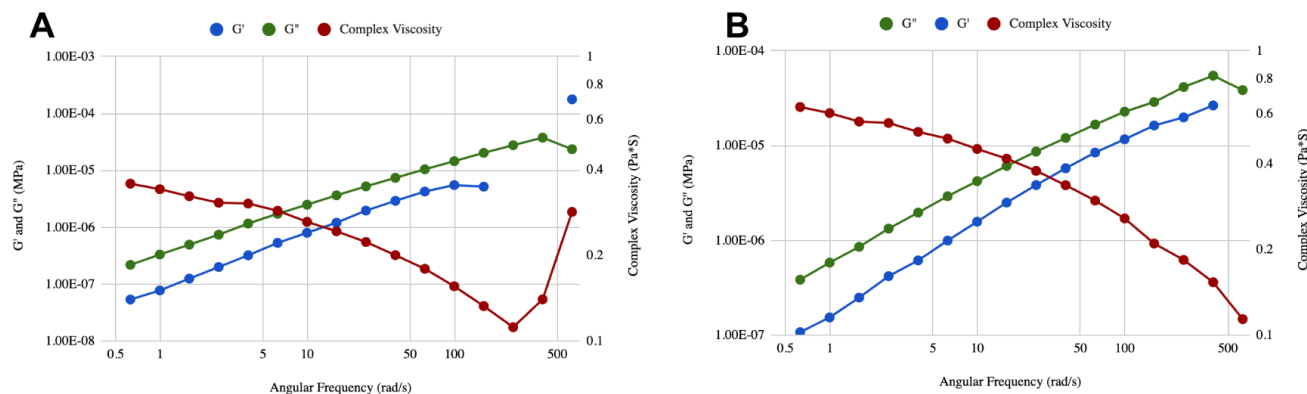 A
G' G" Complex Viscosity
1.00E-03
1.00E-04
1.00E-05
1.00E-06
1.00E-07
1.00E-08
G' and G" (MPa)
1
0.8
0.6
0.4
0.2
0.1
Complex Viscosity (Pa*S)
0.5 1 5 10 50 100 500
Angular Frequency (rad/s)
B
G" G' Complex Viscosity
1.00E-04
1.00E-05
1.00E-06
1.00E-07
G' and G" (MPa)
1
0.8
0.6
0.4
0.2
0.1
Complex Viscosity (Pa*S)
0.5 1 5 10 50 100 500
Angular Frequency (rad/s)